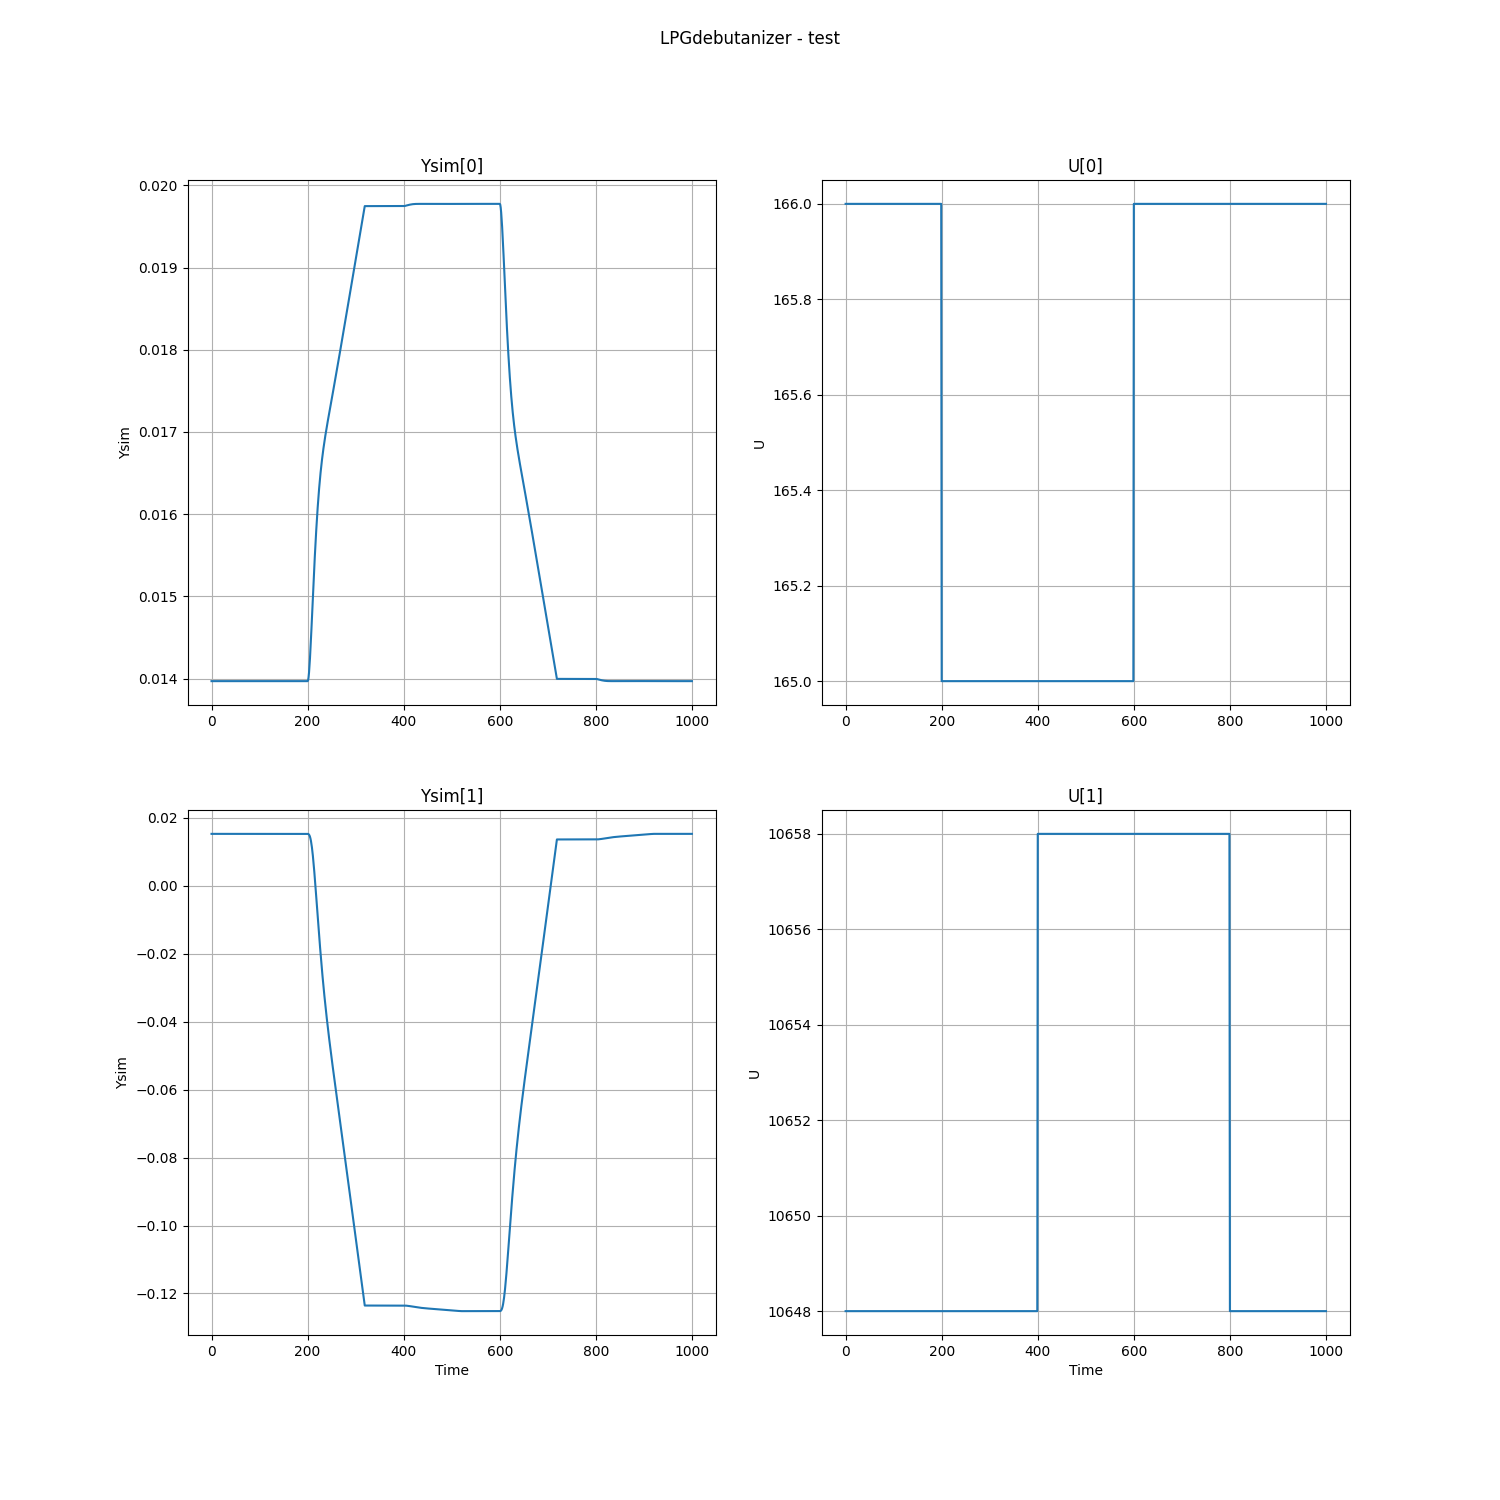 LPGdebutanizer - test
Ysim[0]
0.020
0.019
0.018
0.017
0.016
0.015
0.014
Ysim
0 200 400 600 800 1000
U[0]
166.0
165.8
165.6
165.4
165.2
165.0
U
0 200 400 600 800 1000
Ysim[1]
0.02
0.00
−0.02
−0.04
−0.06
−0.08
−0.10
−0.12
Ysim
0 200 400 600 800 1000
Time
U[1]
10658
10656
10654
10652
10650
10648
U
0 200 400 600 800 1000
Time